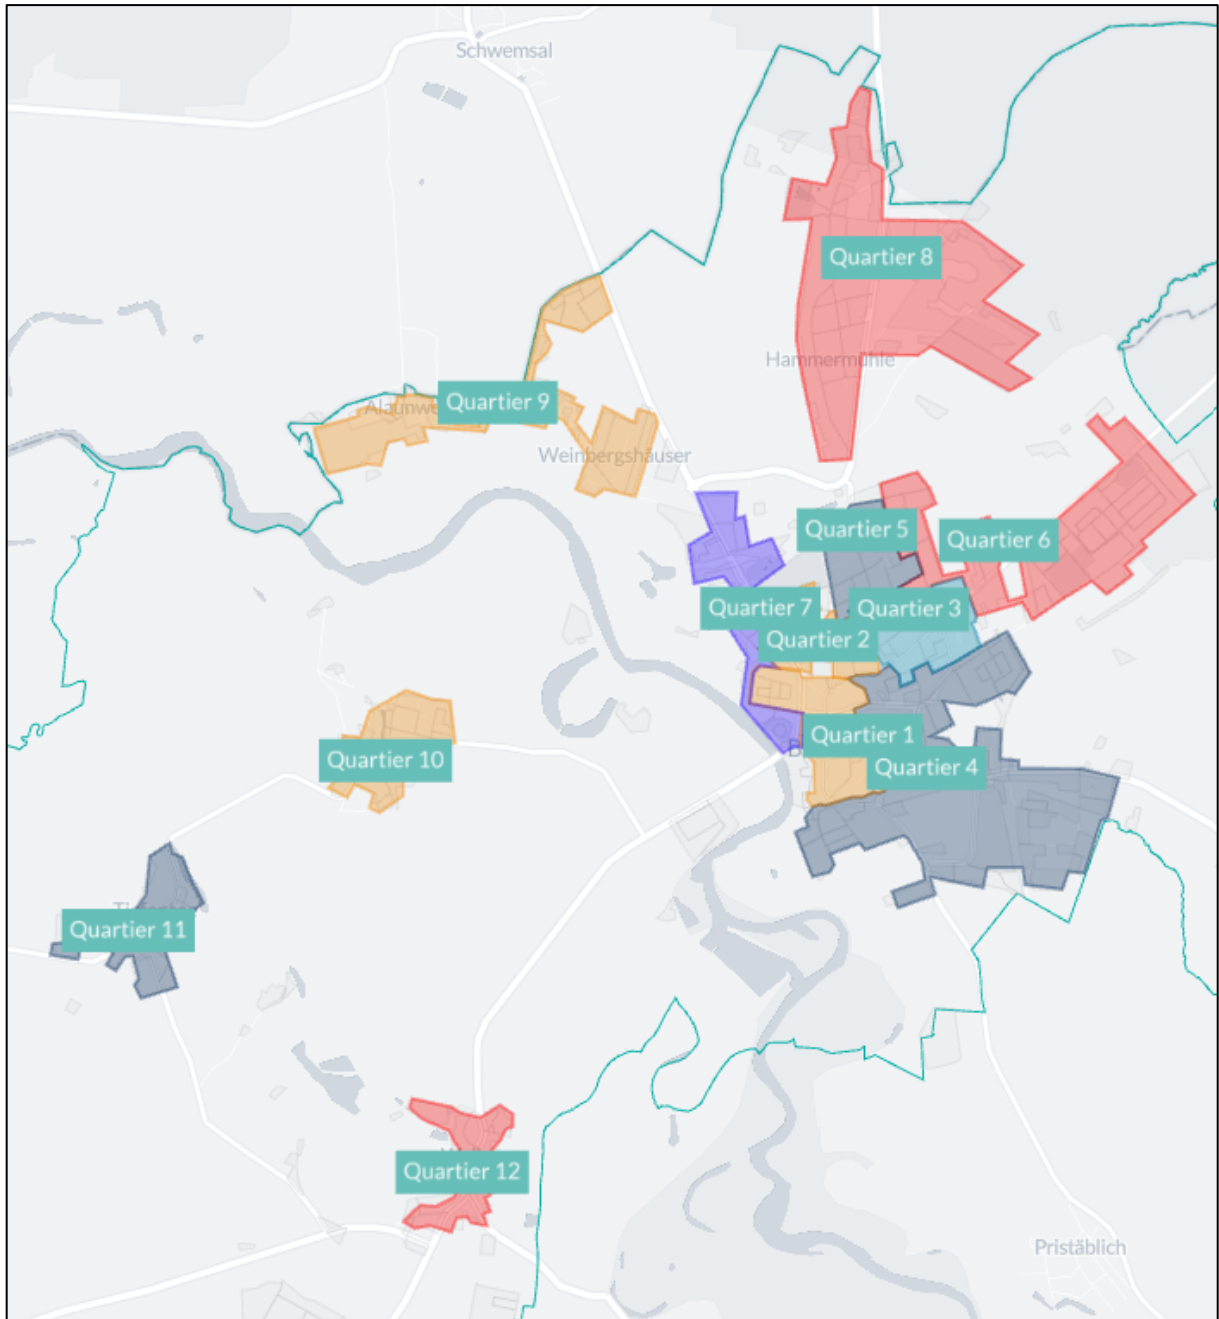 Schwemsal
Quartier 8
Hammermühle
Quartier 9
Weinbergshäuser
Quartier 5
Quartier 6
Quartier 7
Quartier 3
Quartier 2
Quartier 1
Quartier 10
Quartier 4
Quartier 11
Quartier 12
Pristäblich